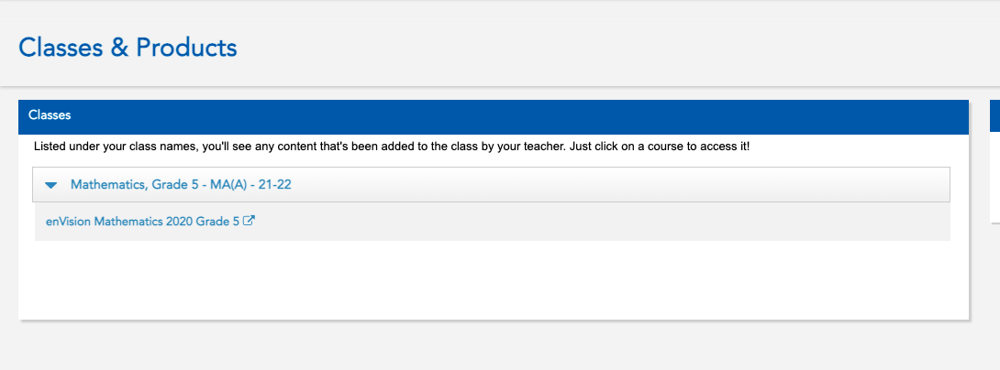 Classes & Products
Classes
Listed under your class names, you'll see any content that's been added to the class by your teacher. Just click on a course to access it!
Mathematics, Grade 5 - MA(A) - 21-22
enVision Mathematics 2020 Grade 5